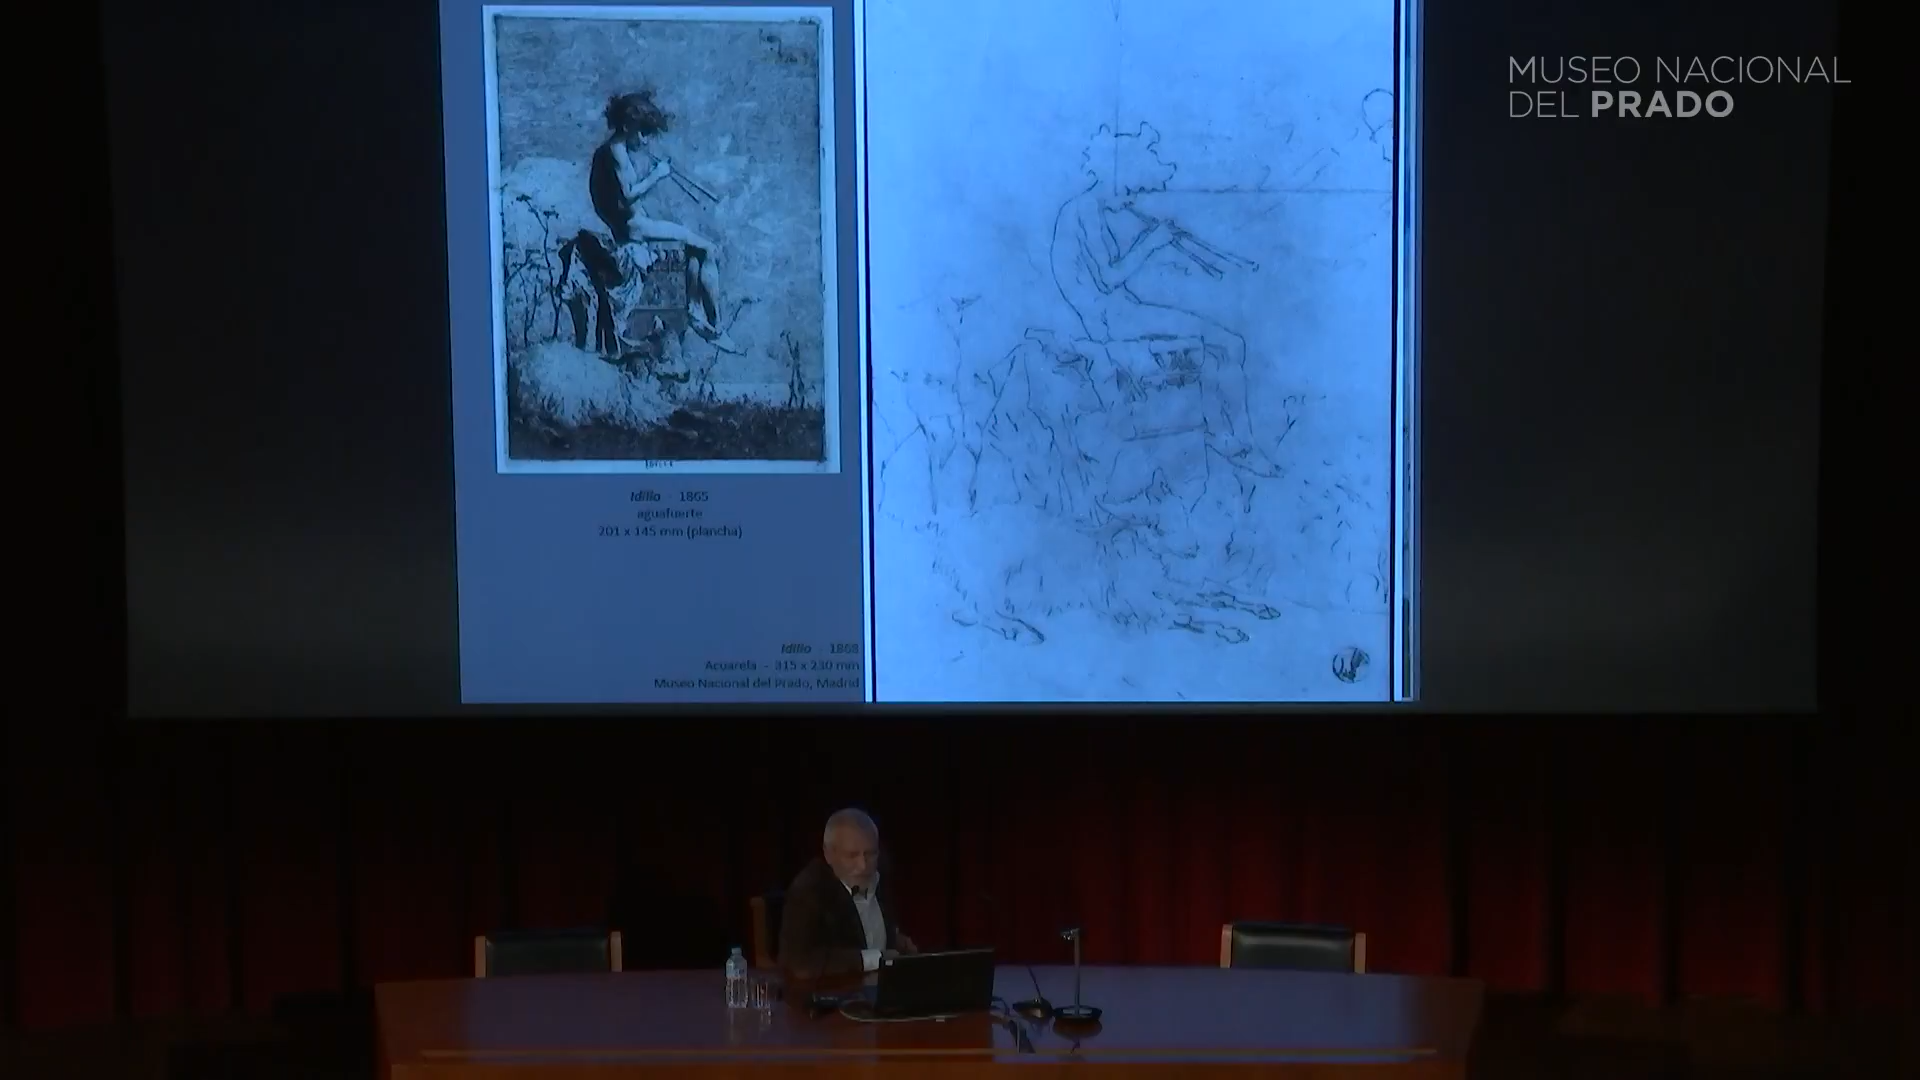 MUSEO NACIONAL
DEL PRADO
Idilio - 1865
aguafuerte
201 x 145 mm (plancha)
Idilio - 1868
Acuarela - 315 x 230 mm
Museo Nacional del Prado, Madrid